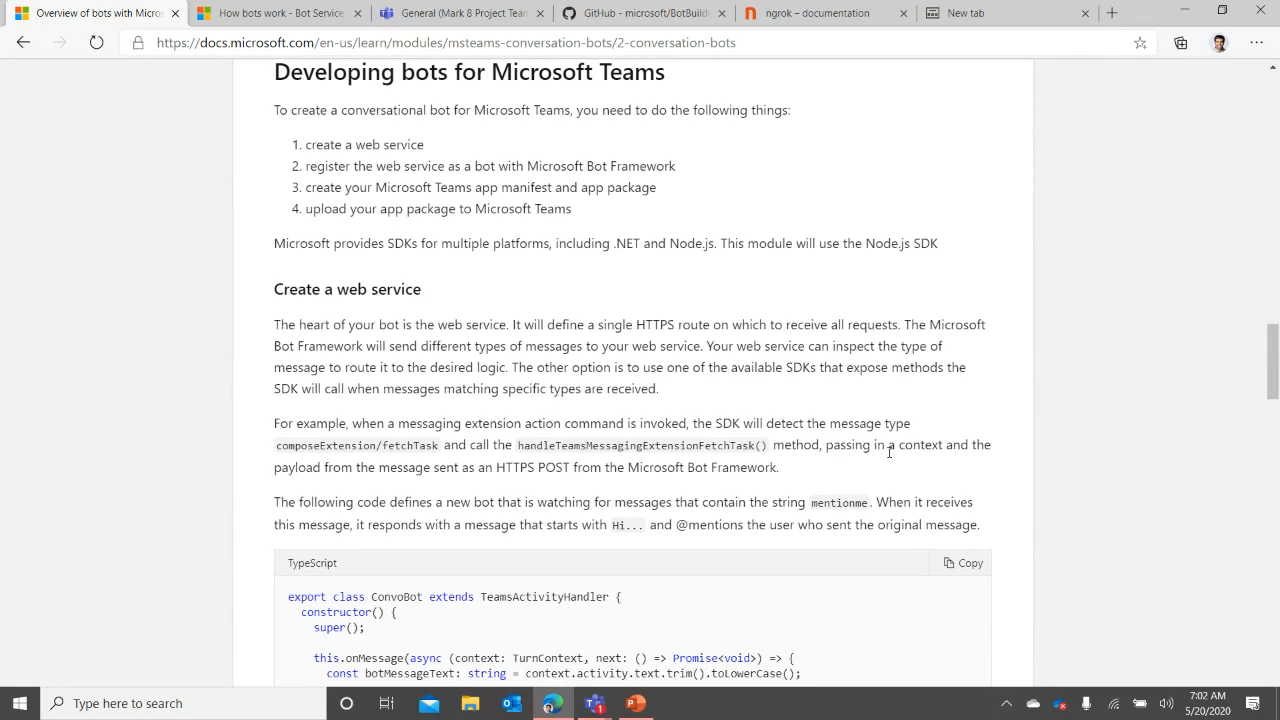 Overview of bots with Micros
How bots work - Bot Service
General (Mark 8 Project Team
GitHub - microsoft/BotBuild
ngrok - documentation
New tab
https://docs.microsoft.com/en-us/learn/modules/msteams-conversation-bots/2-conversation-bots
Developing bots for Microsoft Teams
To create a conversational bot for Microsoft Teams, you need to do the following things:
1. create a web service
2. register the web service as a bot with Microsoft Bot Framework
3. create your Microsoft Teams app manifest and app package
4. upload your app package to Microsoft Teams
Microsoft provides SDKs for multiple platforms, including .NET and Node.js. This module will use the Node.js SDK
Create a web service
The heart of your bot is the web service. It will define a single HTTPS route on which to receive all requests. The Microsoft
Bot Framework will send different types of messages to your web service. Your web service can inspect the type of
message to route it to the desired logic. The other option is to use one of the available SDKs that expose methods the
SDK will call when messages matching specific types are received.
For example, when a messaging extension action command is invoked, the SDK will detect the message type
composeExtension/fetchTask and call the handleTeamsMessagingExtensionFetchTask() method, passing in a context and the
payload from the message sent as an HTTPS POST from the Microsoft Bot Framework.
The following code defines a new bot that is watching for messages that contain the string mentionme. When it receives
this message, it responds with a message that starts with Hi... and @mentions the user who sent the original message.
TypeScript
Copy
export class ConvoBot extends TeamsActivityHandler {
constructor() {
super();
this.onMessage(async (context: TurnContext, next: () => Promise<void>) => {
const botMessageText: string = context.activity.text.trim().toLowerCase();
Type here to search
7:02 AM
5/20/2020